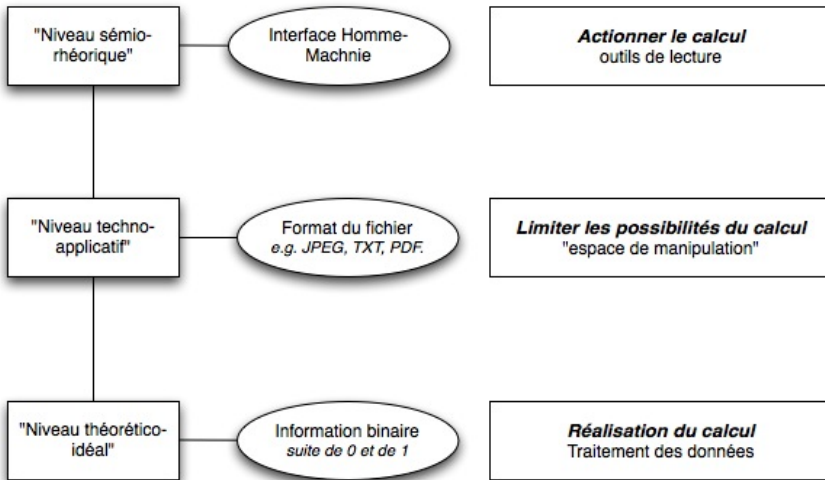 "Niveau sémio-
rhéorique"
Interface Homme-
Machnie
Actionner le calcul
outils de lecture
"Niveau techno-
applicatif"
Format du fichier
e.g. JPEG, TXT, PDF.
Limiter les possibilités du calcul
"espace de manipulation"
"Niveau théorético-
idéal"
Information binaire
suite de 0 et de 1
Réalisation du calcul
Traitement des données